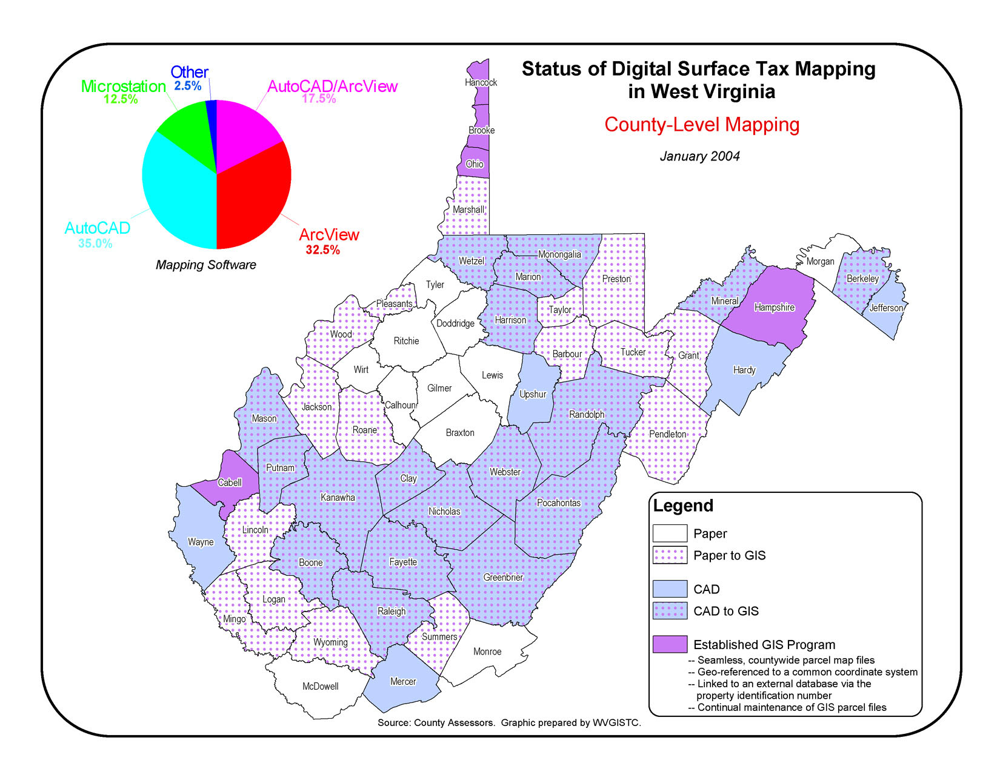 Status of Digital Surface Tax Mapping
in West Virginia
County-Level Mapping
January 2004
Other
2.5%
Microstation
12.5%
AutoCAD/ArcView
17.5%
AutoCAD
35.0%
ArcView
32.5%
Mapping Software
Hancock
Brooke
Ohio
Marshall
Wetzel
Monongalia
Marion
Preston
Morgan
Berkeley
Jefferson
Mineral
Hampshire
Tyler
Pleasants
Taylor
Harrison
Doddridge
Wood
Ritchie
Barbour
Tucker
Grant
Hardy
Wirt
Lewis
Gilmer
Upshur
Calhoun
Jackson
Mason
Roane
Braxton
Randolph
Pendleton
Putnam
Cabell
Clay
Webster
Kanawha
Nicholas
Pocahontas
Lincoln
Wayne
Boone
Fayette
Greenbrier
Logan
Mingo
Raleigh
Wyoming
Summers
Monroe
McDowell
Mercer
Legend
Paper
Paper to GIS
CAD
CAD to GIS
Established GIS Program
-- Seamless, countywide parcel map files
-- Geo-referenced to a common coordinate system
-- Linked to an external database via the
property identification number
-- Continual maintenance of GIS parcel files
Source: County Assessors. Graphic prepared by WVGISTC.